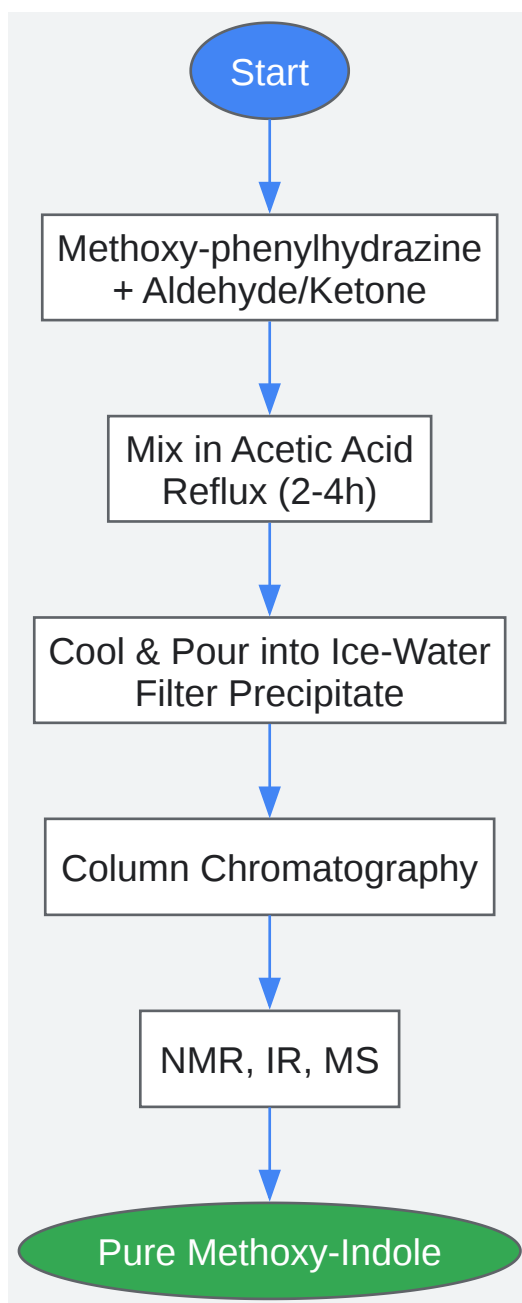 Start
Methoxy-phenylhydrazine
+ Aldehyde/Ketone
Mix in Acetic Acid
Reflux (2-4h)
Cool & Pour into Ice-Water
Filter Precipitate
Column Chromatography
NMR, IR, MS
Pure Methoxy-Indole